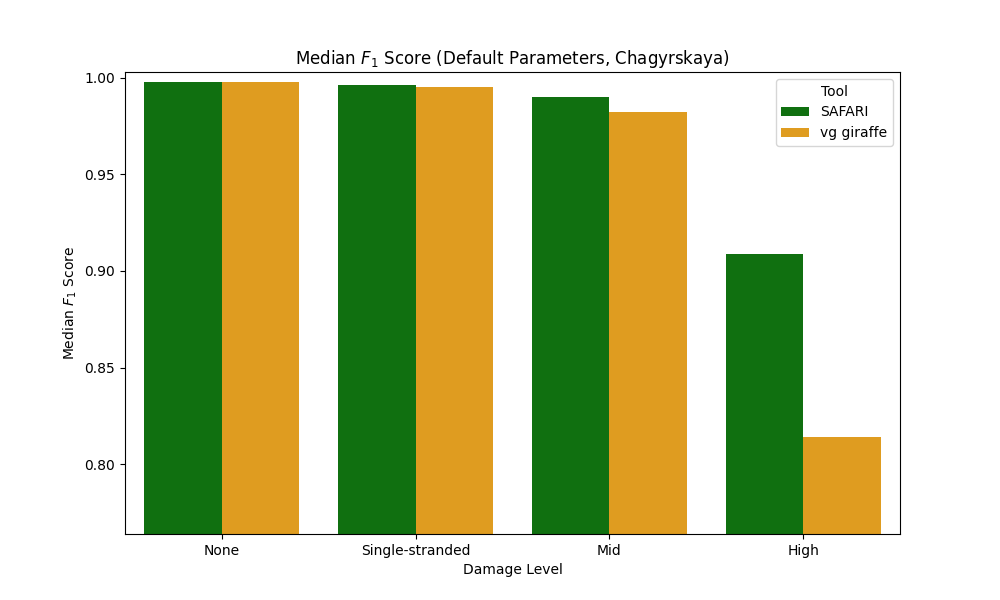 Median F1 Score (Default Parameters, Chagyrskaya)
Tool
SAFARI
vg giraffe
1.00
0.95
0.90
0.85
0.80
Median F1 Score
None
Single-stranded
Mid
High
Damage Level